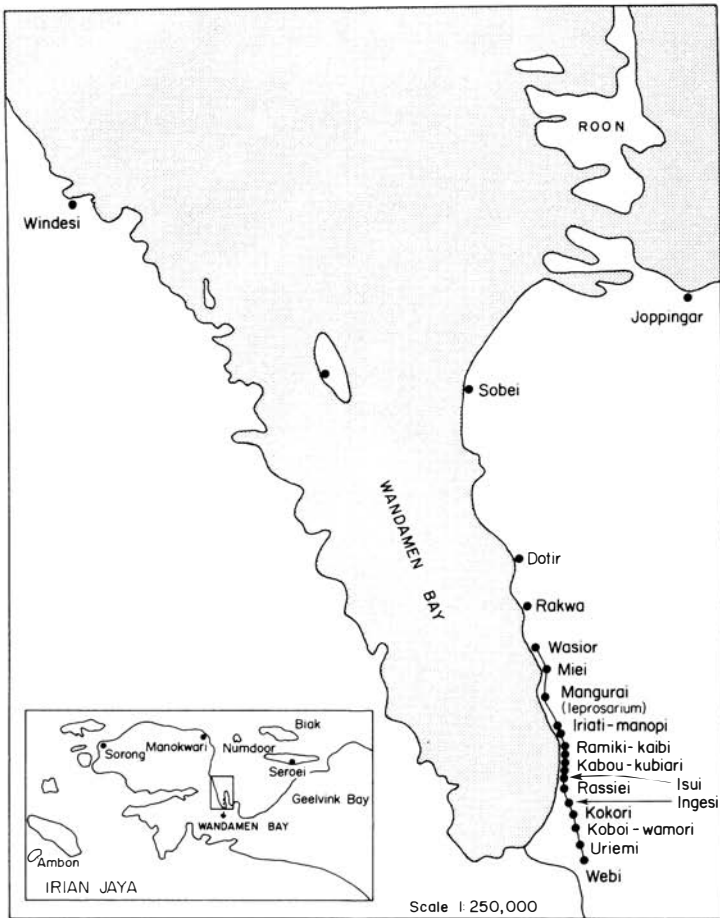 ROON
Windesi
Joppingar
Sobei
WANDAMEN BAY
Dotir
Rakwa
Wasior
Miei
Mangurai
(leprosarium)
Iriati-manopi
Ramiki-kaibi
Kabou-kubiari
Isui
Rassiei
Ingesi
Kokori
Koboi-wamori
Uriemi
Webi
Biak
Manokwari
Numdoor
Sorong
Seroei
Geelvink Bay
WANDAMEN BAY
Ambon
IRIAN JAYA
Scale 1:250,000